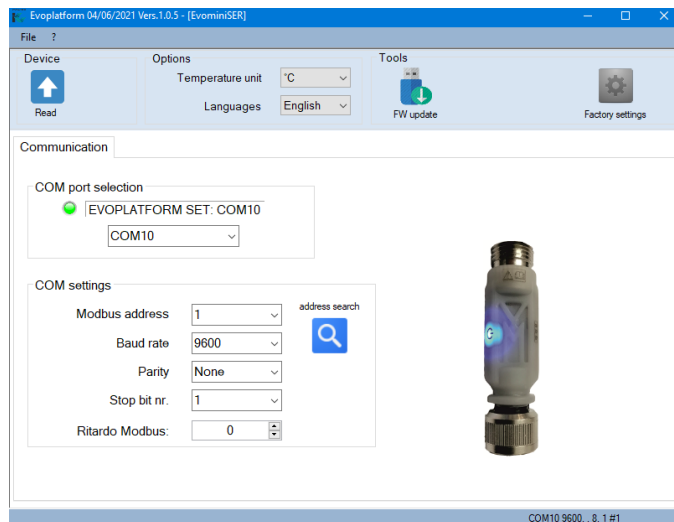 Evoplatform 04/06/2021 Vers.1.0.5 - [EvominiSER]
File ?
Device
Options
Tools
Temperature unit °C
Languages English
Read
FW update
Factory settings
Communication
COM port selection
EVOPLATFORM SET: COM10
COM10
COM settings
Modbus address 1
address search
Baud rate 9600
Parity None
Stop bit nr. 1
Ritardo Modbus: 0
COM10 9600, , 8, 1 #1